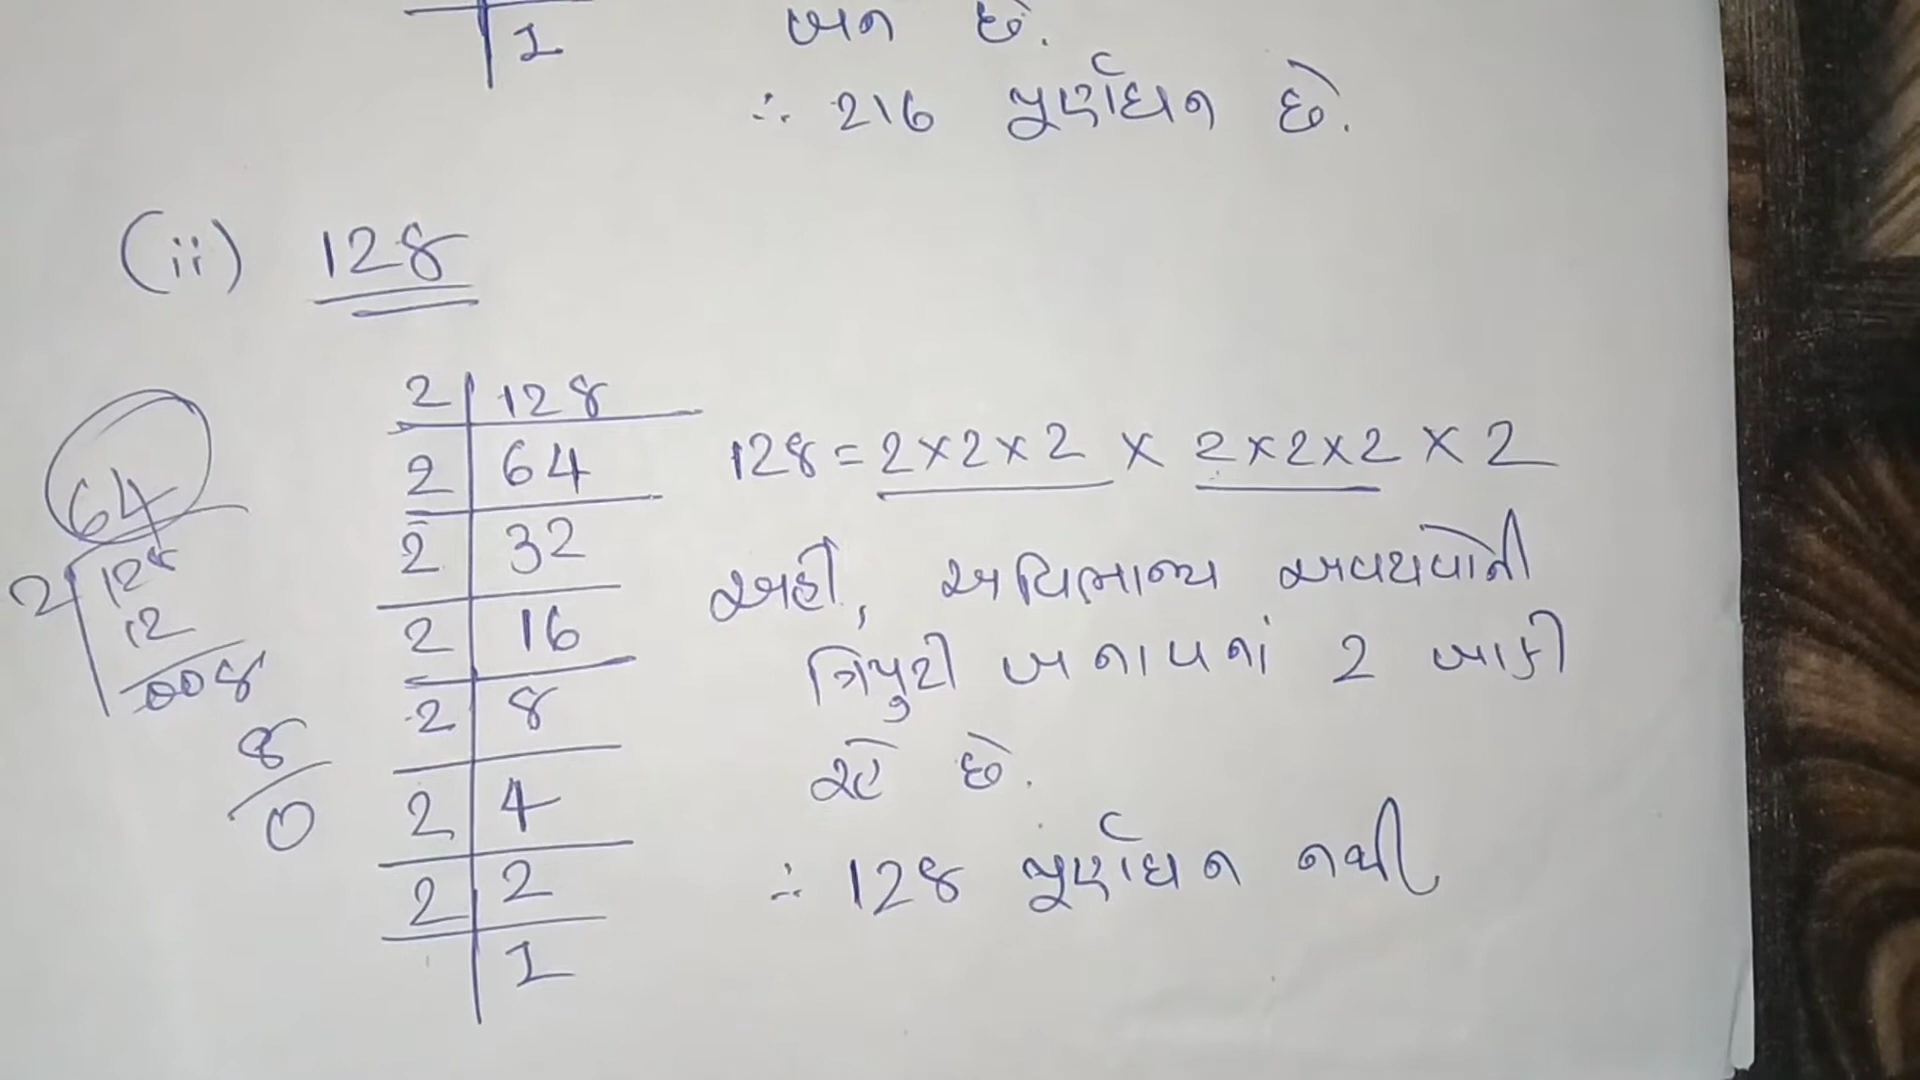 1
બને છે.
∴ 216 પૂર્ણઘન છે.
(ii) 128
2 | 128
2 | 64
2 | 32
2 | 16
2 | 8
2 | 4
2 | 2
1
64
2 128
12
008
8
0
128 = 2×2×2 × 2×2×2 × 2
અહીં, અવિભાજ્ય અવયવોની
ત્રિપુટી બનાવતાં 2 બાકી
રહે છે.
∴ 128 પૂર્ણઘન નથી